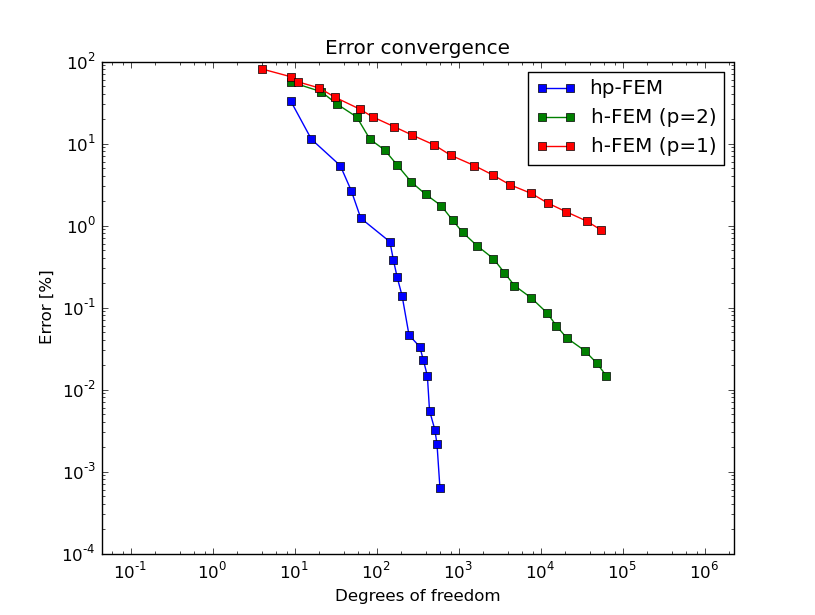 Error convergence
hp-FEM
h-FEM (p=2)
h-FEM (p=1)
Error [%]
10^2
10^1
10^0
10^-1
10^-2
10^-3
10^-4
10^-1 10^0 10^1 10^2 10^3 10^4 10^5 10^6
Degrees of freedom